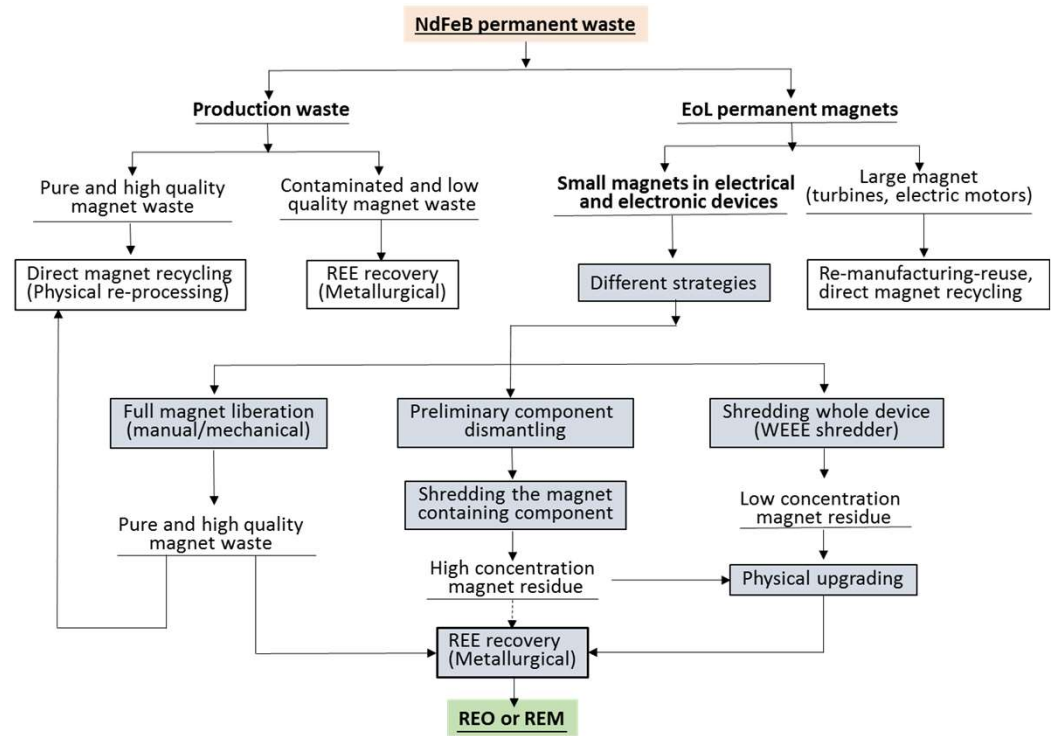 NdFeB permanent waste
Production waste
EoL permanent magnets
Pure and high quality
magnet waste
Contaminated and low
quality magnet waste
Small magnets in electrical
and electronic devices
Large magnet
(turbines, electric motors)
Direct magnet recycling
(Physical re-processing)
REE recovery
(Metallurgical)
Different strategies
Re-manufacturing-reuse,
direct magnet recycling
Full magnet liberation
(manual/mechanical)
Preliminary component
dismantling
Shredding whole device
(WEEE shredder)
Pure and high quality
magnet waste
Shredding the magnet
containing component
Low concentration
magnet residue
High concentration
magnet residue
Physical upgrading
REE recovery
(Metallurgical)
REO or REM